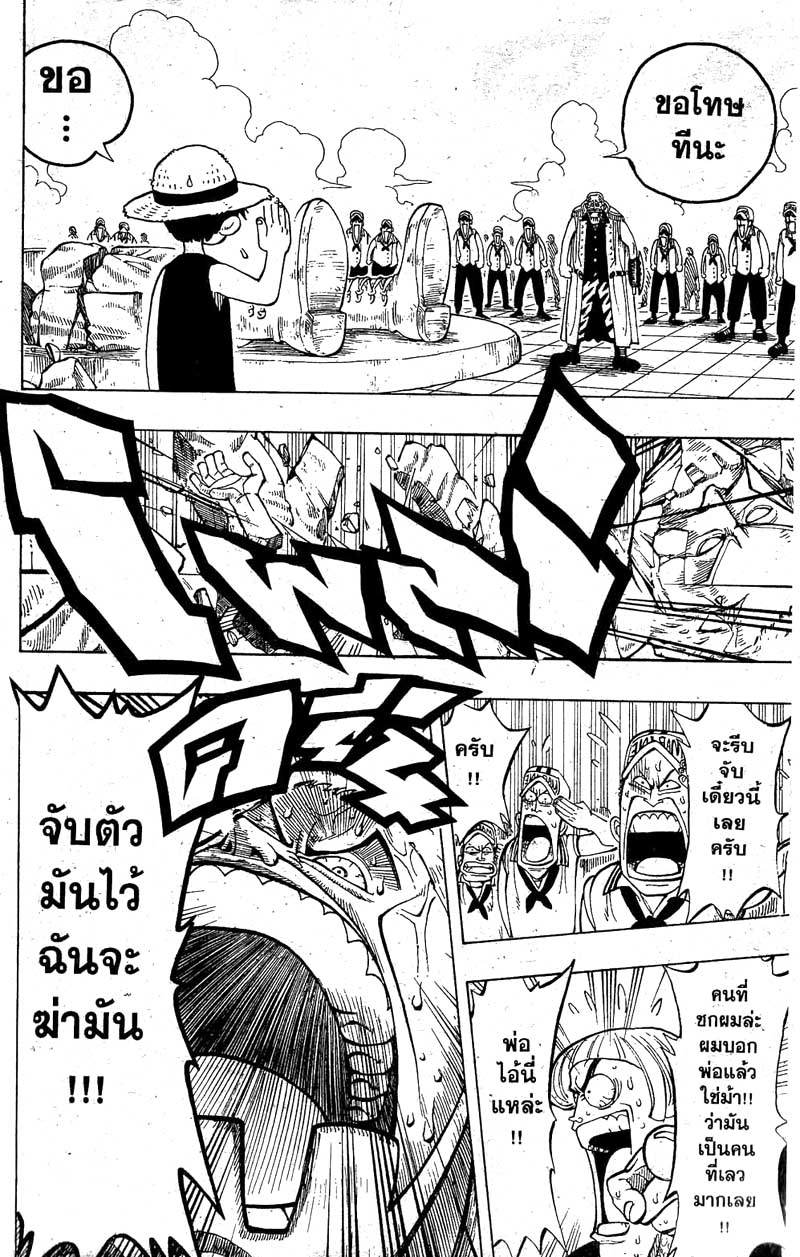 ขอโทษ
ทีนะ
ขอ
...
ครืน
MARINE
จะรีบ
จับ
เดี๋ยวนี้
เลย
ครับ
!!
ครับ
!!
คนที่
ชกผมล่ะ
ผมบอก
พ่อแล้ว
ใช่ม้า!!
ว่ามัน
เป็นคน
ที่เลว
มากเลย
!!
พ่อ
ไอ้นี่
แหล่ะ
!!
จับตัว
มันไว้
ฉันจะ
ฆ่ามัน
!!!